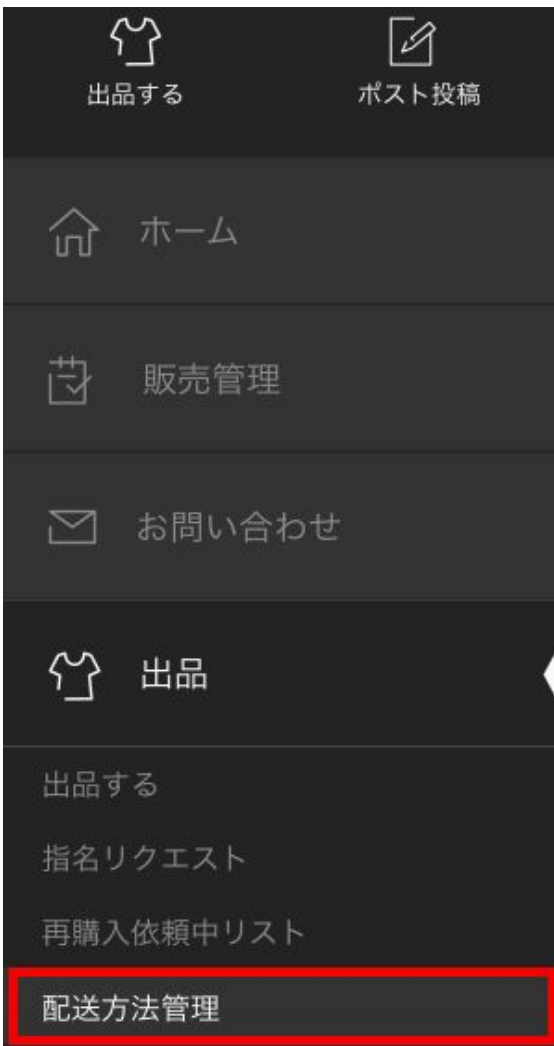 出品する
ポスト投稿
ホーム
販売管理
お問い合わせ
出品
出品する
指名リクエスト
再購入依頼中リスト
配送方法管理